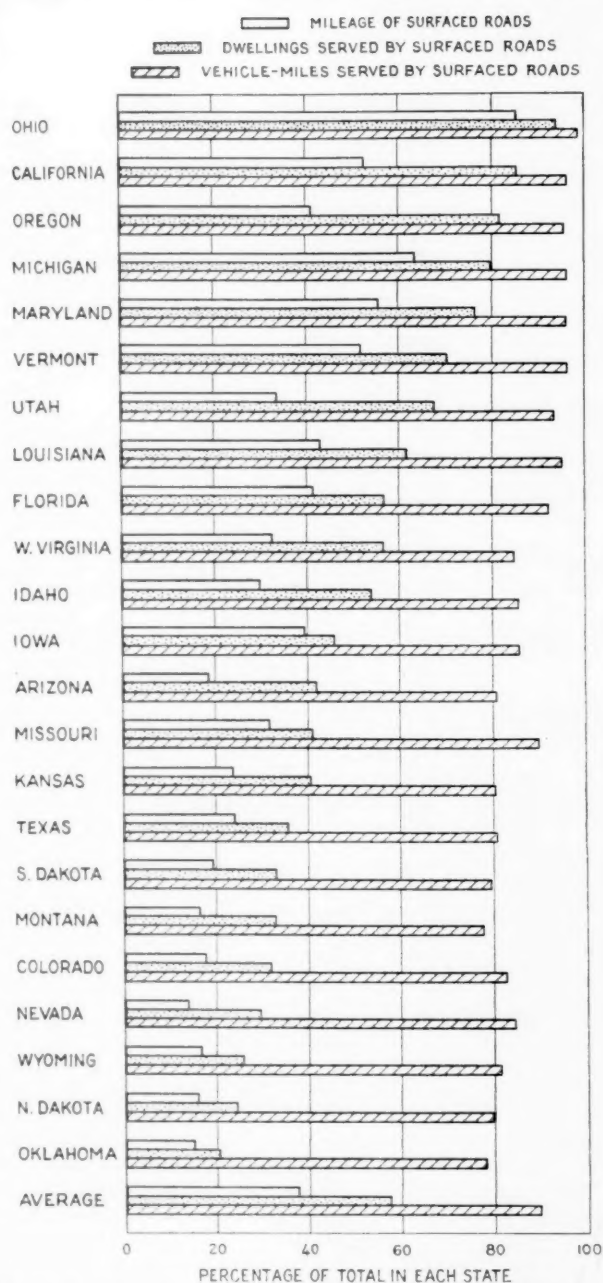 MILEAGE OF SURFACED ROADS
DWELLINGS SERVED BY SURFACED ROADS
VEHICLE-MILES SERVED BY SURFACED ROADS
OHIO
CALIFORNIA
OREGON
MICHIGAN
MARYLAND
VERMONT
UTAH
LOUISIANA
FLORIDA
W. VIRGINIA
IDAHO
IOWA
ARIZONA
MISSOURI
KANSAS
TEXAS
S. DAKOTA
MONTANA
COLORADO
NEVADA
WYOMING
N. DAKOTA
OKLAHOMA
AVERAGE
0 20 40 60 80 100
PERCENTAGE OF TOTAL IN EACH STATE